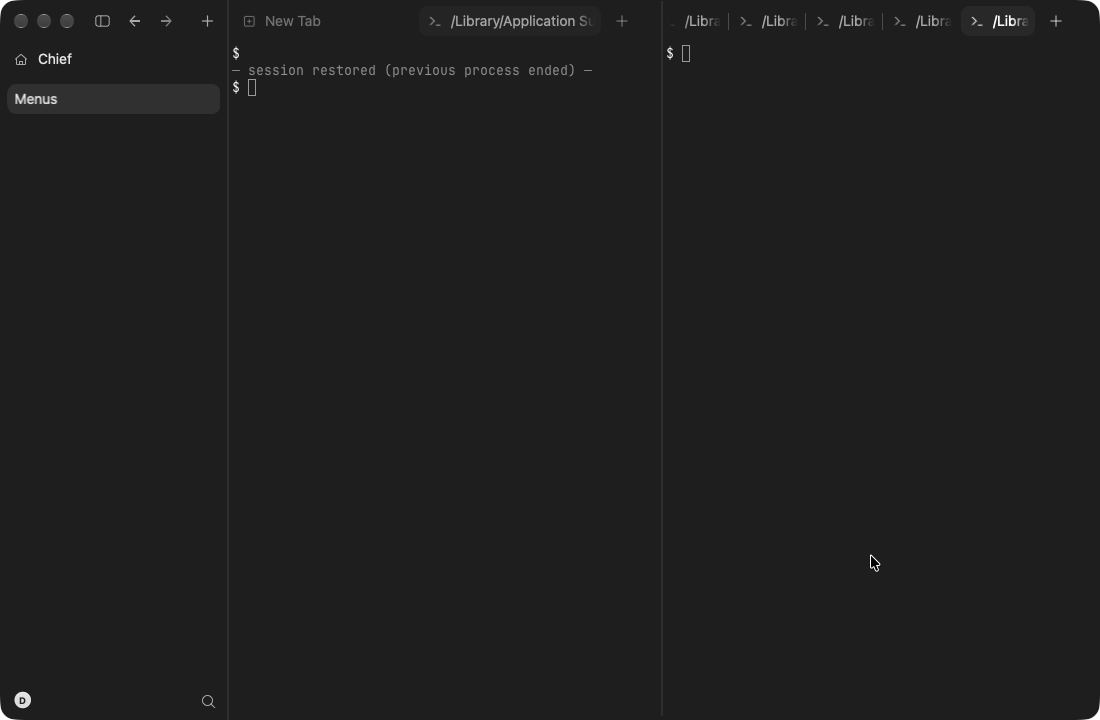 Chief
Menus
D
New Tab
/Library/Application Su
$
— session restored (previous process ended) —
$
/Libra
/Libra
/Libra
/Libra
/Libra
$